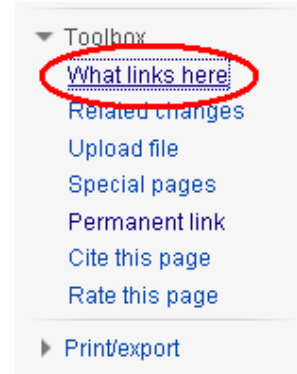 Toolbox
What links here
Related changes
Upload file
Special pages
Permanent link
Cite this page
Rate this page
Print/export